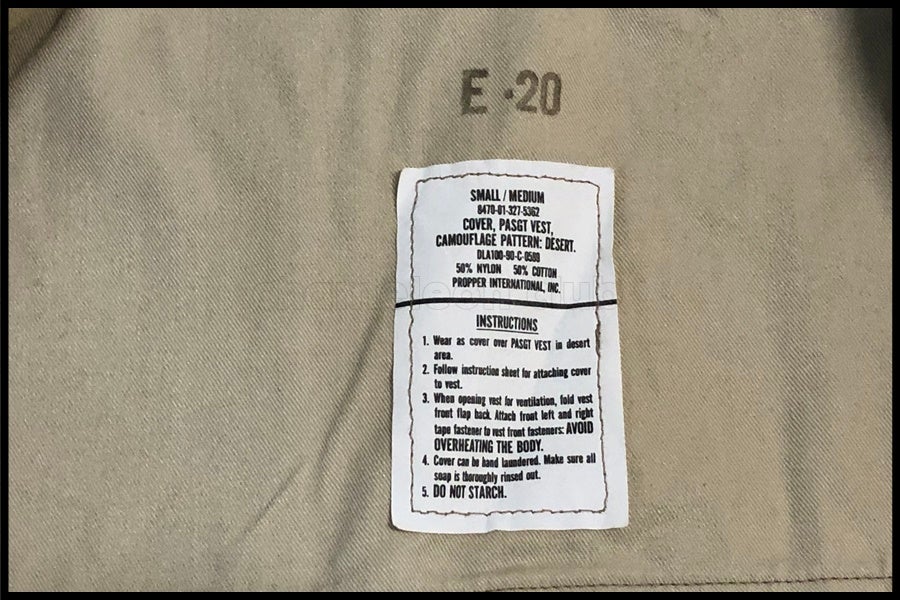 E·20
SMALL / MEDIUM
8470-01-327-5362
COVER, PASGT VEST,
CAMOUFLAGE PATTERN: DESERT.
DLA100-90-C-0589
50% NYLON 50% COTTON
PROPPER INTERNATIONAL, INC.
INSTRUCTIONS
1. Wear as cover over PASGT VEST in desert
area.
2. Follow instruction sheet for attaching cover
to vest.
3. When opening vest for ventilation, fold vest
front flap back. Attach front left and right
tape fastener to vest front fasteners: AVOID
OVERHEATING THE BODY.
4. Cover can be hand laundered. Make sure all
soap is thoroughly rinsed out.
5. DO NOT STARCH.